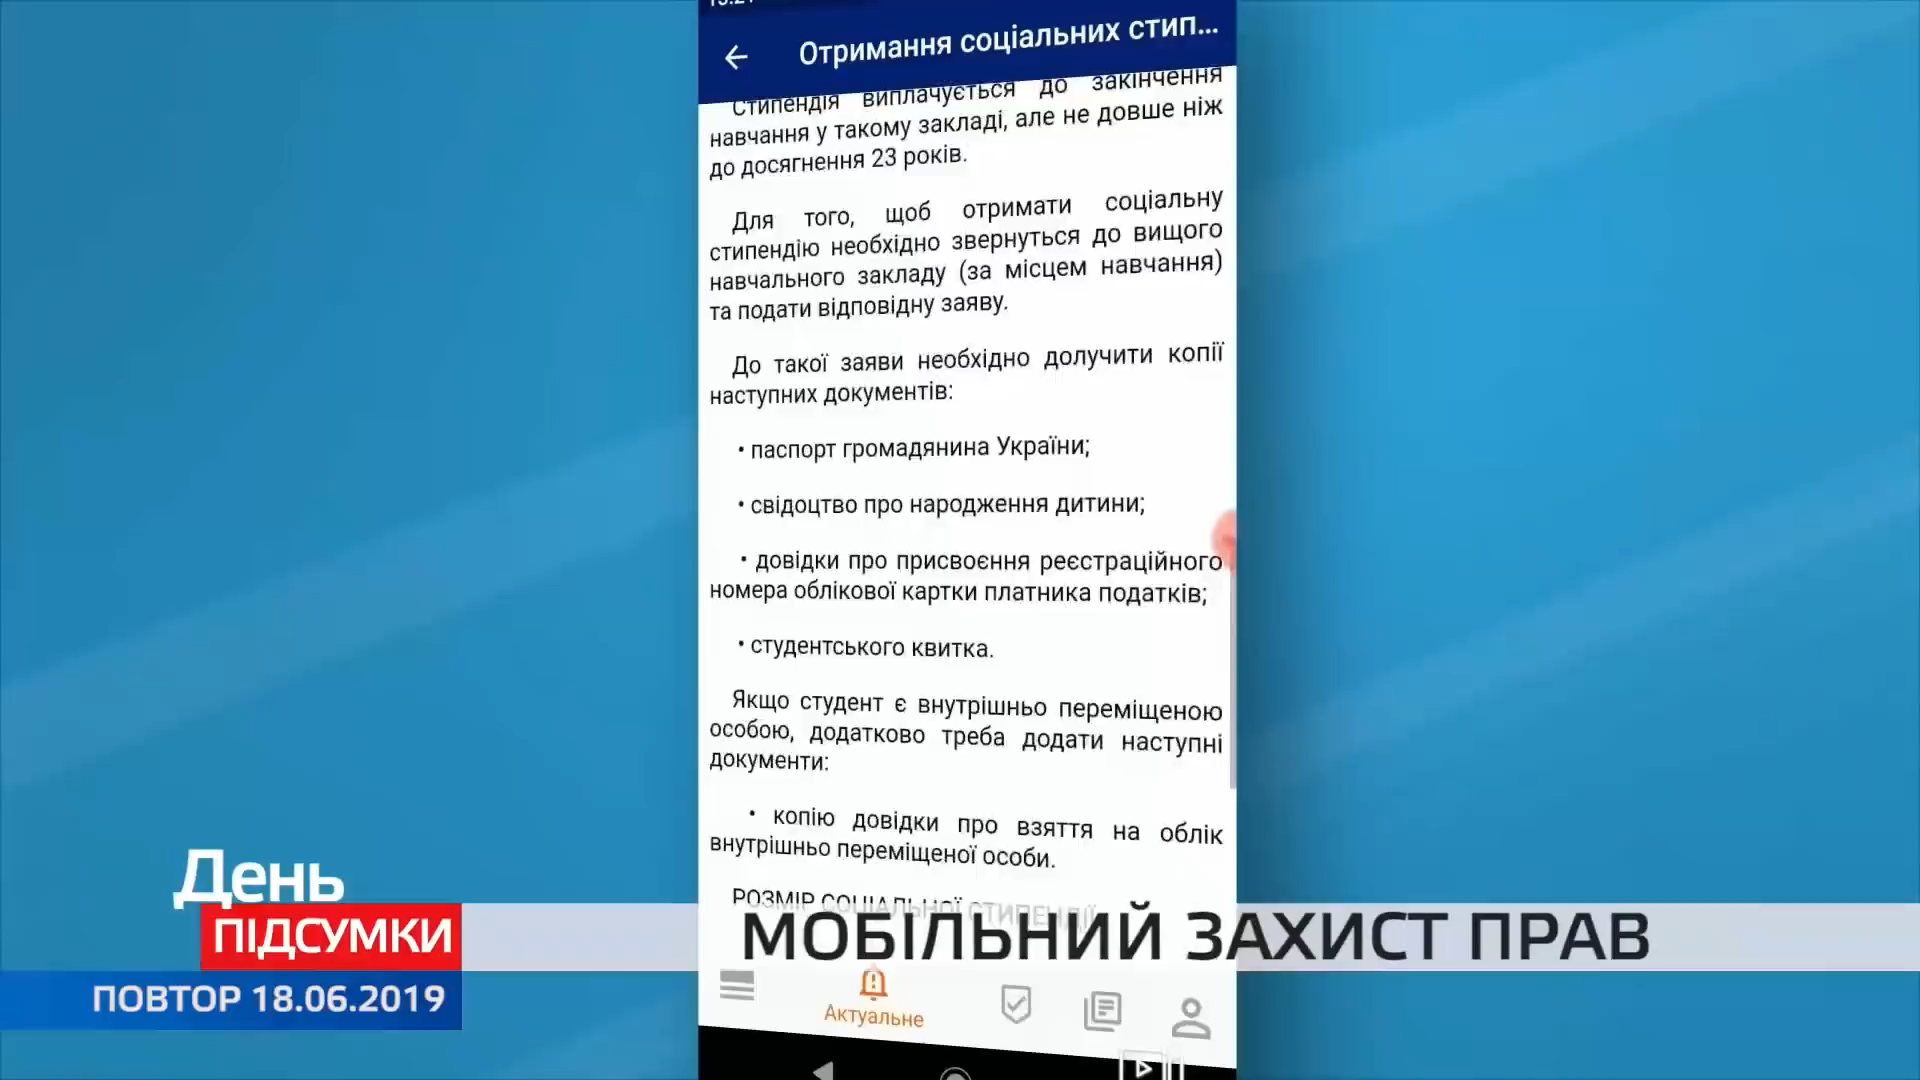 Отримання соціальних стип...
Стипендія виплачується до закінчення
навчання у такому закладі, але не довше ніж
до досягнення 23 років.
Для того, щоб отримати соціальну
стипендію необхідно звернуться до вищого
навчального закладу (за місцем навчання)
та подати відповідну заяву.
До такої заяви необхідно долучити копії
наступних документів:
• паспорт громадянина України;
• свідоцтво про народження дитини;
• довідки про присвоєння реєстраційного
номера облікової картки платника податків;
• студентського квитка.
Якщо студент є внутрішньо переміщеною
особою, додатково треба додати наступні
документи:
• копію довідки про взяття на облік
внутрішньо переміщеної особи.
РОЗМІР СОЦІАЛЬНОЇ СТИПЕНДІЇ
День
ПІДСУМКИ
МОБІЛЬНИЙ ЗАХИСТ ПРАВ
ПОВТОР 18.06.2019
Актуальне